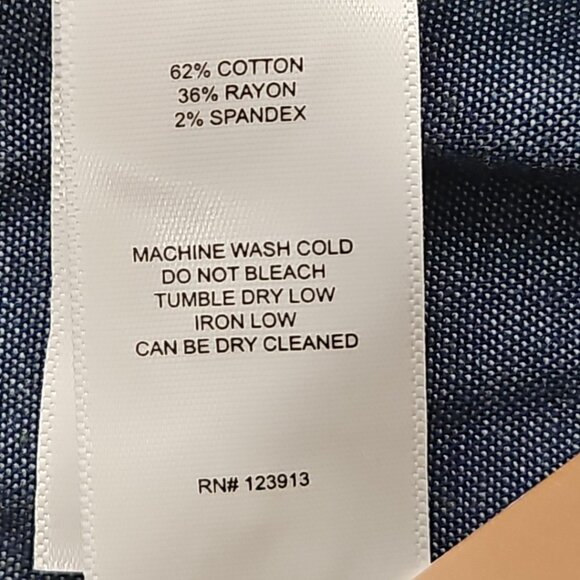 62% COTTON
36% RAYON
2% SPANDEX
MACHINE WASH COLD
DO NOT BLEACH
TUMBLE DRY LOW
IRON LOW
CAN BE DRY CLEANED
RN# 123913